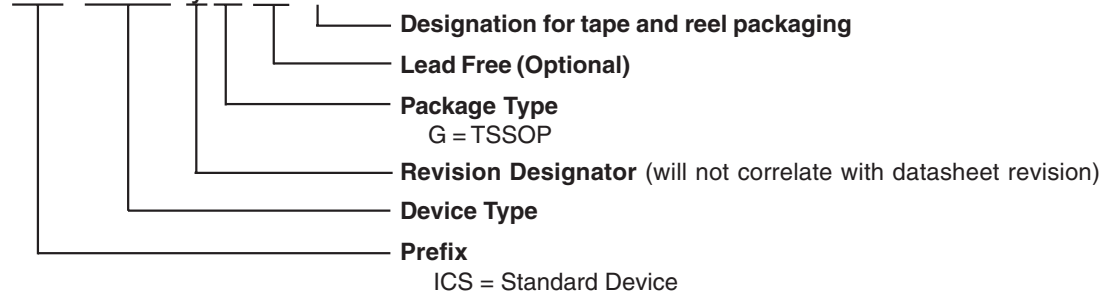 Designation for tape and reel packaging
Lead Free (Optional)
Package Type
G = TSSOP
Revision Designator (will not correlate with datasheet revision)
Device Type
Prefix
ICS = Standard Device